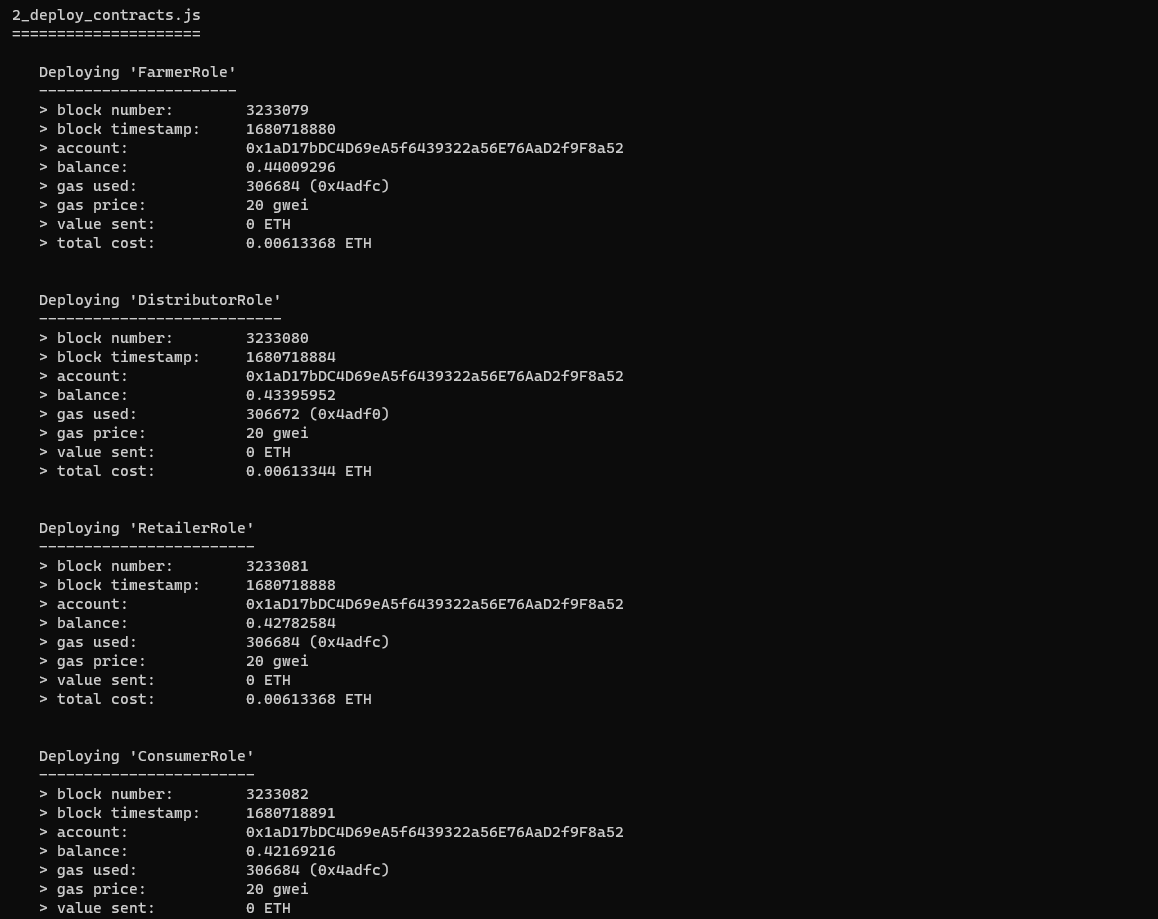 2_deploy_contracts.js
=====================
Deploying 'FarmerRole'
----------------------
> block number: 3233079
> block timestamp: 1680718880
> account: 0x1aD17bDC4D69eA5f6439322a56E76AaD2f9F8a52
> balance: 0.44009296
> gas used: 306684 (0x4adfc)
> gas price: 20 gwei
> value sent: 0 ETH
> total cost: 0.00613368 ETH
Deploying 'DistributorRole'
---------------------------
> block number: 3233080
> block timestamp: 1680718884
> account: 0x1aD17bDC4D69eA5f6439322a56E76AaD2f9F8a52
> balance: 0.43395952
> gas used: 306672 (0x4adf0)
> gas price: 20 gwei
> value sent: 0 ETH
> total cost: 0.00613344 ETH
Deploying 'RetailerRole'
------------------------
> block number: 3233081
> block timestamp: 1680718888
> account: 0x1aD17bDC4D69eA5f6439322a56E76AaD2f9F8a52
> balance: 0.42782584
> gas used: 306684 (0x4adfc)
> gas price: 20 gwei
> value sent: 0 ETH
> total cost: 0.00613368 ETH
Deploying 'ConsumerRole'
------------------------
> block number: 3233082
> block timestamp: 1680718891
> account: 0x1aD17bDC4D69eA5f6439322a56E76AaD2f9F8a52
> balance: 0.42169216
> gas used: 306684 (0x4adfc)
> gas price: 20 gwei
> value sent: 0 ETH